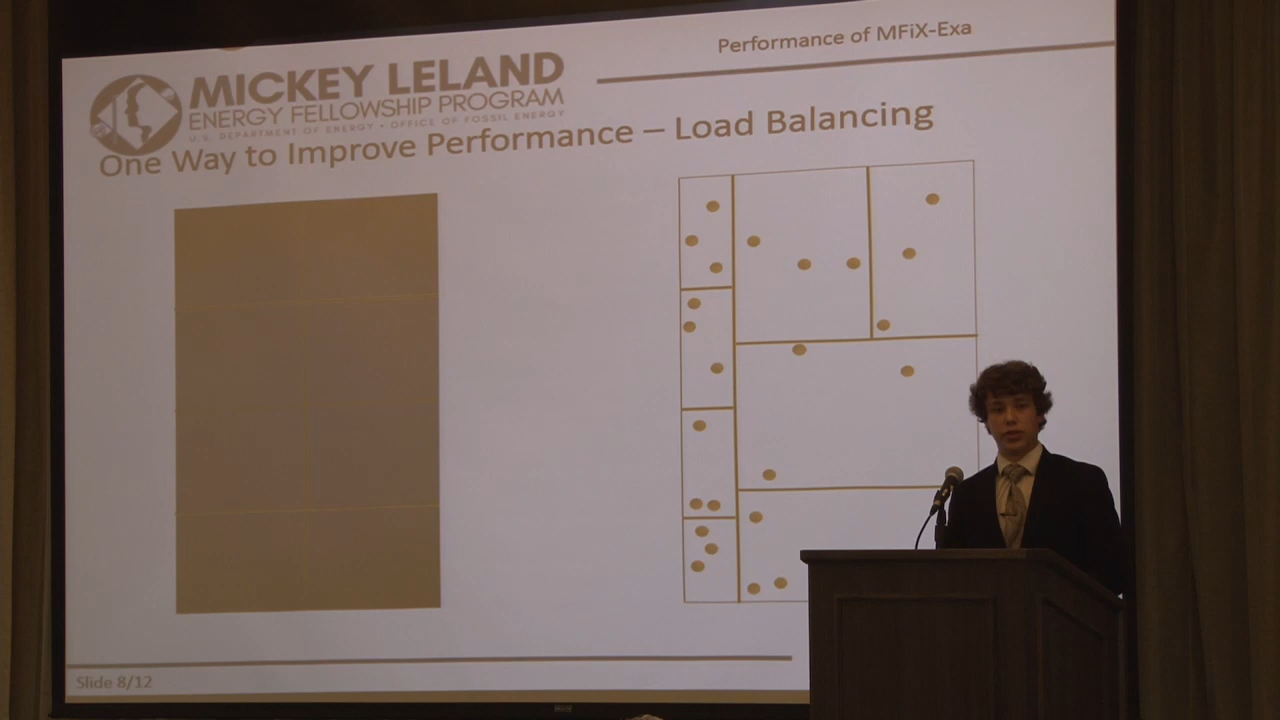 Performance of MFiX-Exa
MICKEY LELAND
ENERGY FELLOWSHIP PROGRAM
U.S. DEPARTMENT OF ENERGY • OFFICE OF FOSSIL ENERGY
One Way to Improve Performance – Load Balancing
Slide 8/12